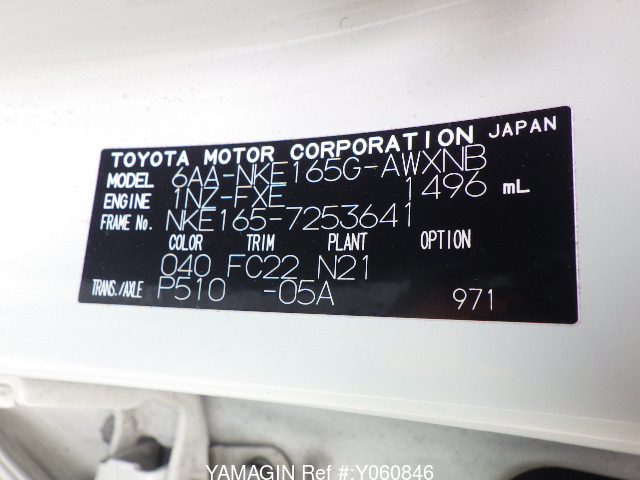 TOYOTA MOTOR CORPORATION JAPAN
MODEL 6AA-NKE165G-AWXNB
ENGINE 1NZ-FXE 1496 mL
FRAME No. NKE165-7253641
COLOR TRIM PLANT OPTION
040 FC22 N21
TRANS./AXLE P510 -05A 971
YAMAGIN Ref #:Y060846